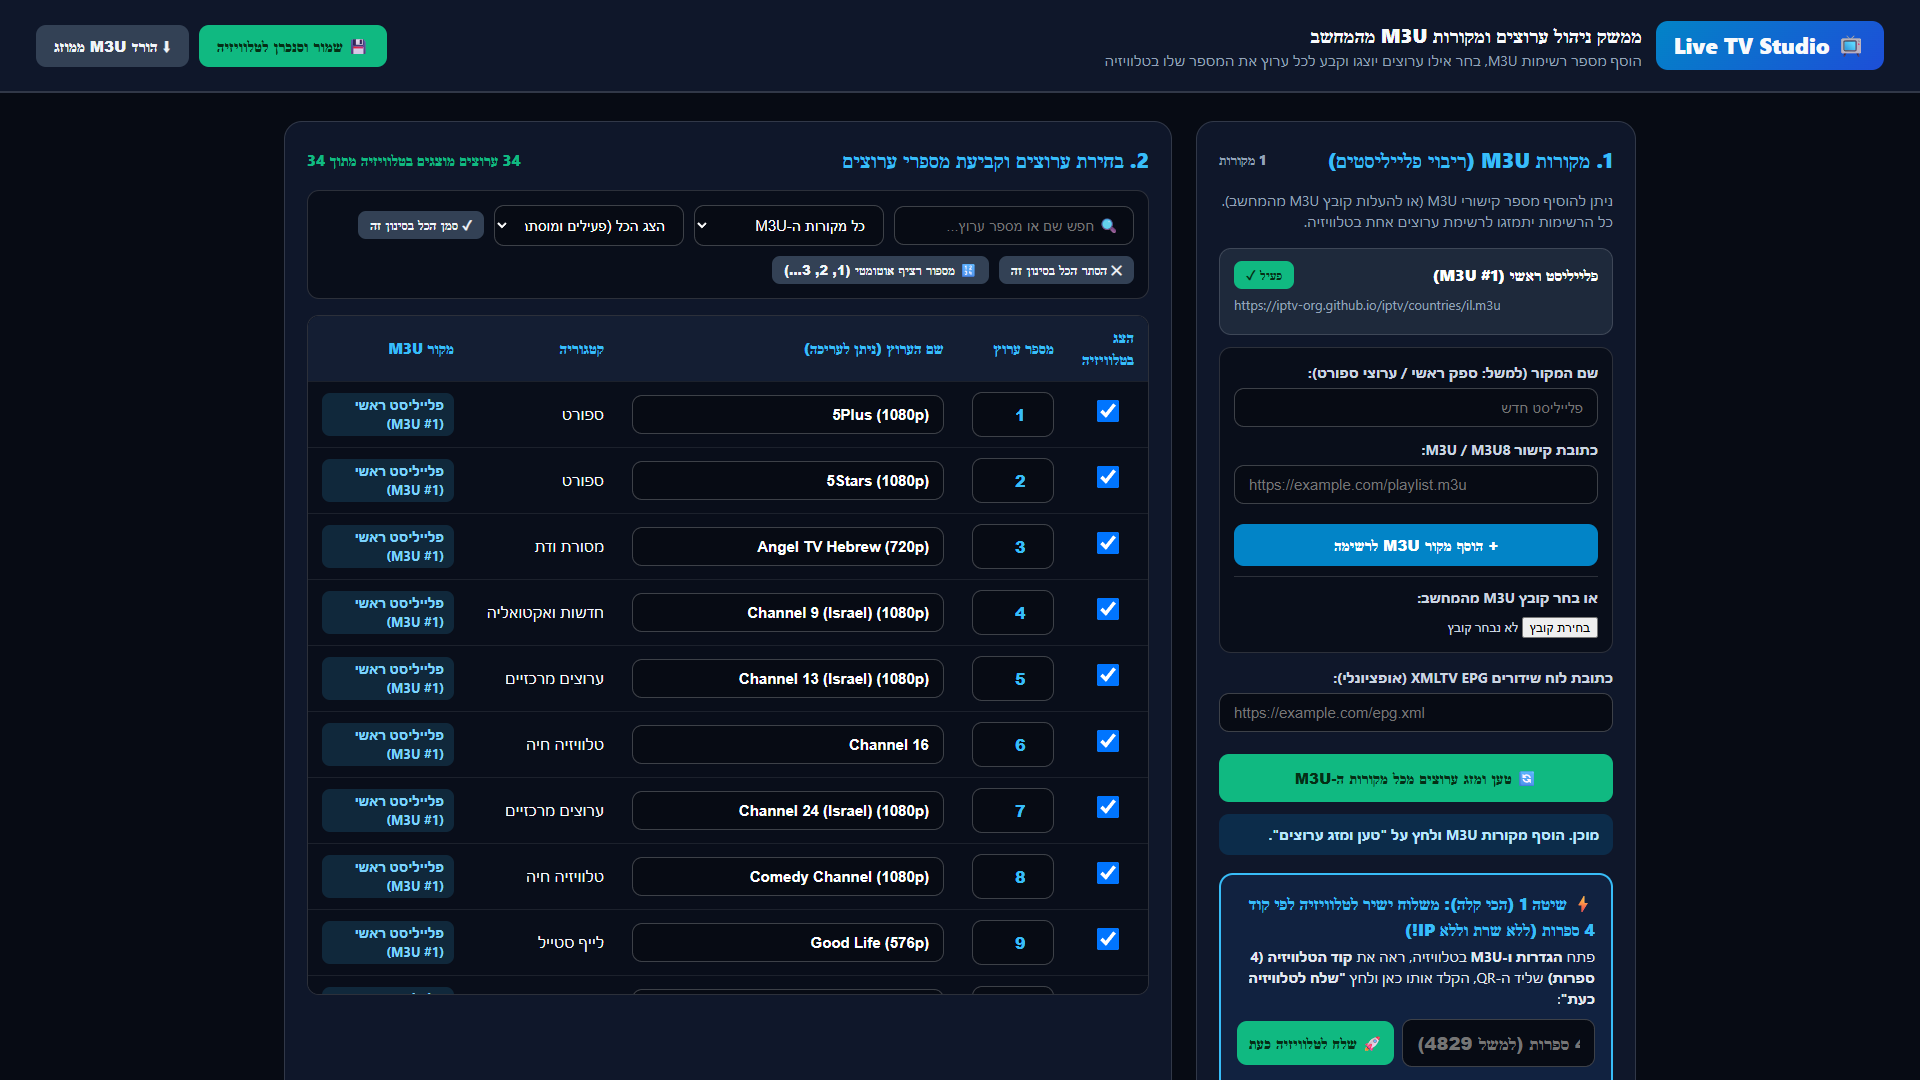 📺 Live TV Studio
ממשק ניהול ערוצים ומקורות M3U מהמחשב
הוסף מספר רשימות M3U, בחר אילו ערוצים יוצגו וקבע לכל ערוץ את המספר שלו בטלוויזיה
💾 שמור וסנכרן לטלוויזיה
⬇ הורד M3U ממוזג
1. מקורות M3U (ריבוי פלייליסטים)
1 מקורות
ניתן להוסיף מספר קישורי M3U (או להעלות קובץ M3U מהמחשב).
כל הרשימות יתמזגו לרשימת ערוצים אחת בטלוויזיה.
פלייליסט ראשי (M3U #1)
פעיל ✓
https://iptv-org.github.io/iptv/countries/il.m3u
שם המקור (למשל: ספק ראשי / ערוצי ספורט):
פלייליסט חדש
כתובת קישור M3U / M3U8:
https://example.com/playlist.m3u
+ הוסף מקור M3U לרשימה
או בחר קובץ M3U מהמחשב:
בחירת קובץ לא נבחר קובץ
כתובת לוח שידורים XMLTV EPG (אופציונלי):
https://example.com/epg.xml
🔄 טען ומזג ערוצים מכל מקורות ה-M3U
מוכן. הוסף מקורות M3U ולחץ על "טען ומזג ערוצים".
⚡ שיטה 1 (הכי קלה): משלוח ישיר לטלוויזיה לפי קוד
4 ספרות (ללא שרת וללא IP!)
פתח הגדרות ו-M3U בטלוויזיה, ראה את קוד הטלוויזיה (4
ספרות) שליד ה-QR, הקלד אותו כאן ולחץ "שלח לטלוויזיה
כעת":
4 ספרות (למשל 4829)
🚀 שלח לטלוויזיה כעת
2. בחירת ערוצים וקביעת מספרי ערוצים
34 ערוצים מוצגים בטלוויזיה מתוך 34
🔍 חפש שם או מספר ערוץ...
כל מקורות ה-M3U
הצג הכל (פעילים ומוסתו
✓ סמן הכל בסינון זה
✕ הסתר הכל בסינון זה
🔢 מספור רציף אוטומטי (1, 2, 3...)
הצג
בטלוויזיה
מספר ערוץ
שם הערוץ (ניתן לעריכה)
קטגוריה
מקור M3U
1
5Plus (1080p)
ספורט
פלייליסט ראשי
(M3U #1)
2
5Stars (1080p)
ספורט
פלייליסט ראשי
(M3U #1)
3
Angel TV Hebrew (720p)
מסורת ודת
פלייליסט ראשי
(M3U #1)
4
Channel 9 (Israel) (1080p)
חדשות ואקטואליה
פלייליסט ראשי
(M3U #1)
5
Channel 13 (Israel) (1080p)
ערוצים מרכזיים
פלייליסט ראשי
(M3U #1)
6
Channel 16
טלוויזיה חיה
פלייליסט ראשי
(M3U #1)
7
Channel 24 (Israel) (1080p)
ערוצים מרכזיים
פלייליסט ראשי
(M3U #1)
8
Comedy Channel (1080p)
טלוויזיה חיה
פלייליסט ראשי
(M3U #1)
9
Good Life (576p)
לייף סטייל
פלייליסט ראשי
(M3U #1)